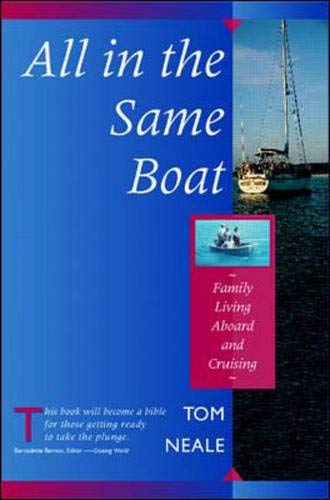 All in the
Same
Boat
~
Family
Living
Aboard
and
Cruising
~
This book will become a bible
for those getting ready
to take the plunge.
Bernadette Bernon, Editor — Cruising World
TOM
NEALE